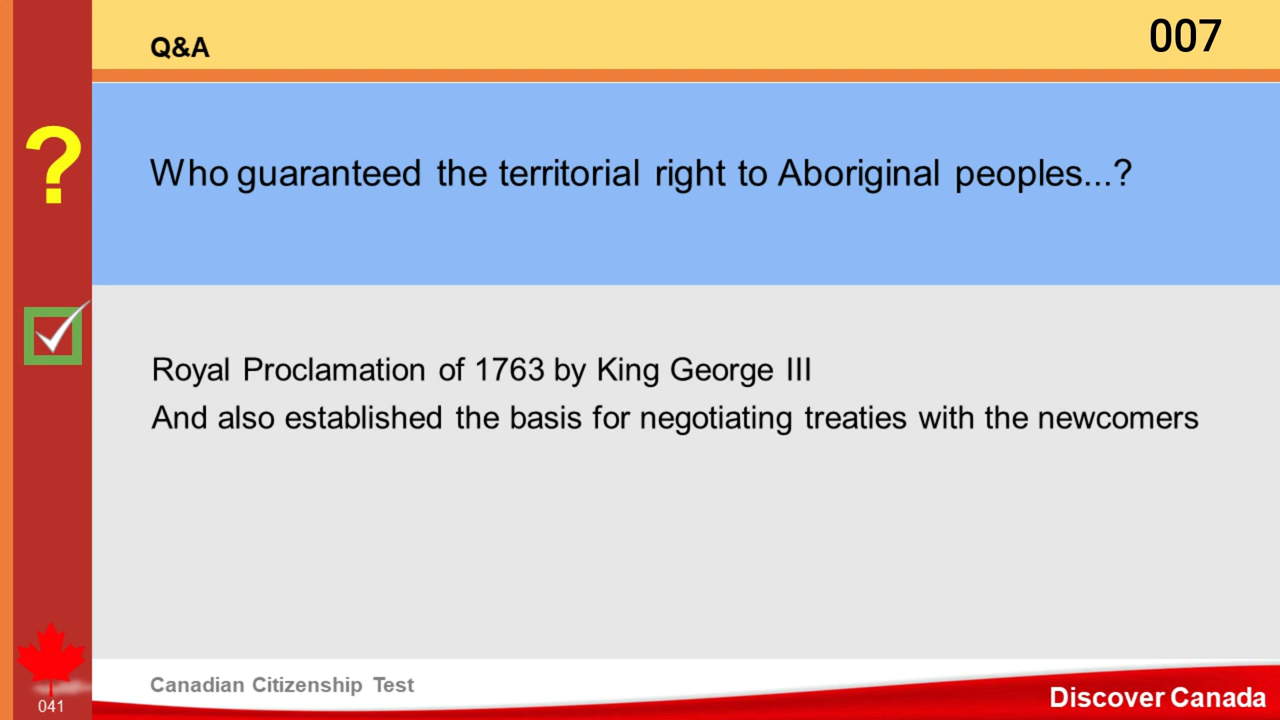 Q&A
007
?
Who guaranteed the territorial right to Aboriginal peoples...?
Royal Proclamation of 1763 by King George III
And also established the basis for negotiating treaties with the newcomers
Canadian Citizenship Test
041
Discover Canada